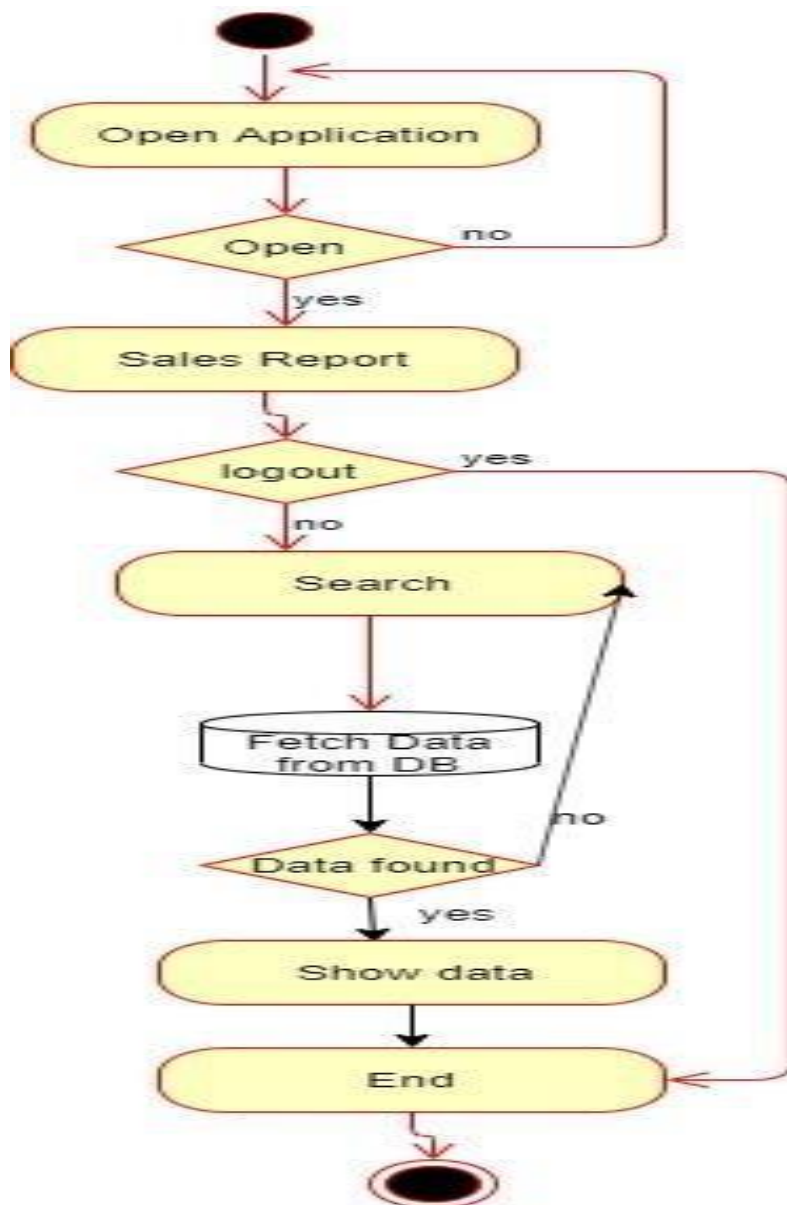 Open Application
Open
no
yes
Sales Report
logout
yes
no
Search
Fetch Data
from DB
no
Data found
yes
Show data
End